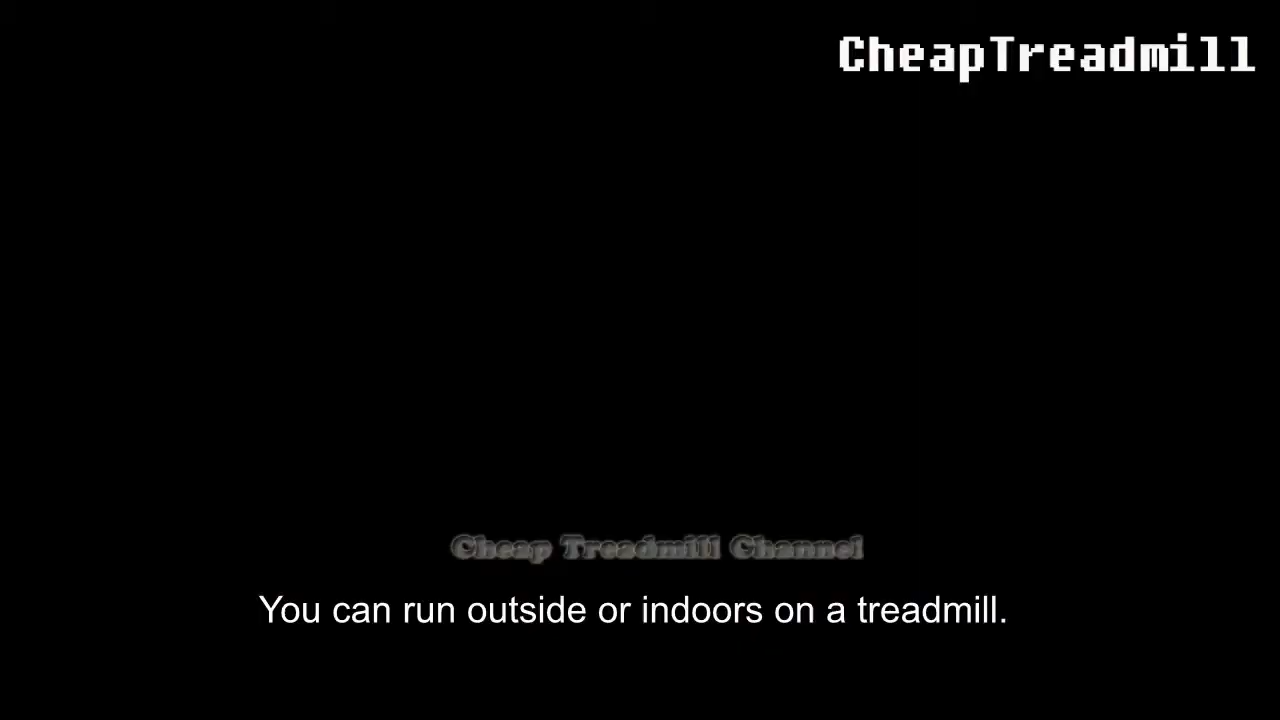 CheapTreadmill
Cheap Treadmill Channel
You can run outside or indoors on a treadmill.